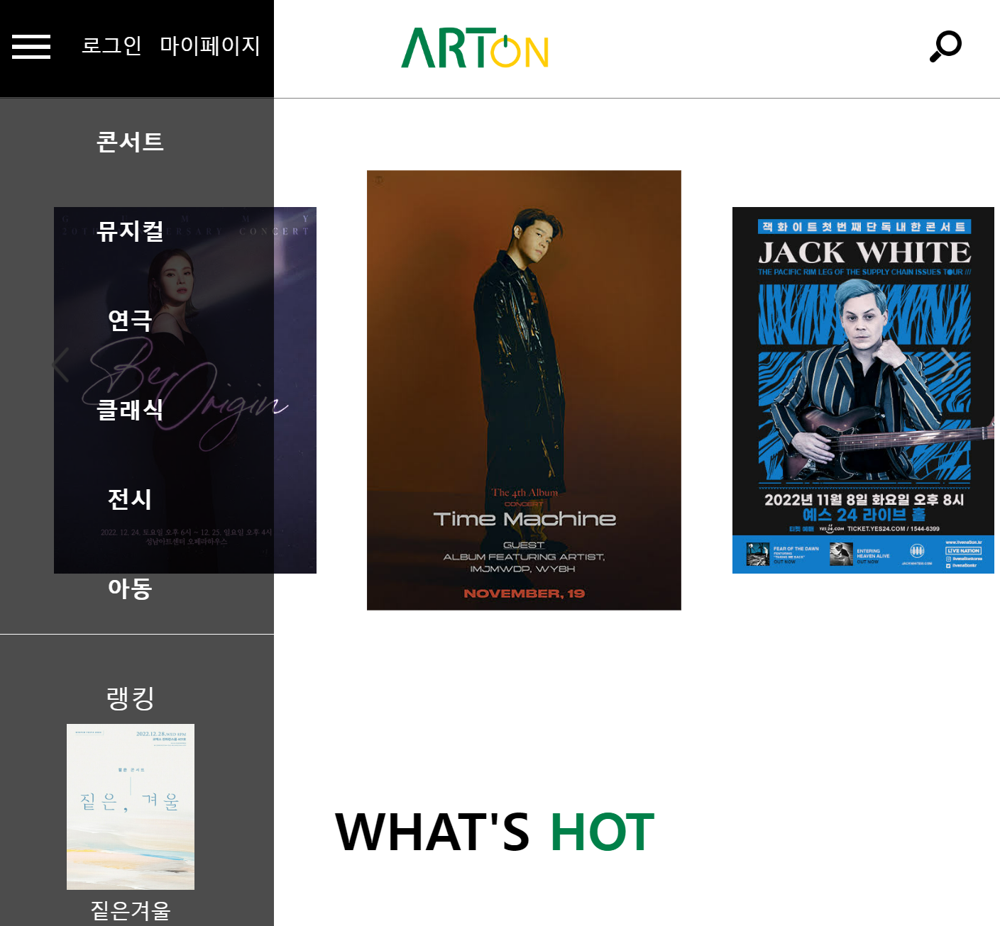 로그인 마이페이지
ARTON
콘서트
뮤지컬
연극
클래식
전시
아동
G U M M Y
20TH ANNIVERSARY CONCERT
Be Origin
2022. 12. 24. 토요일 오후 6시 ~ 12. 25. 일요일 오후 4시
성남아트센터 오페라하우스
The 4th Album
CONCERT
Time Machine
GUEST
ALBUM FEATURING ARTIST,
IMJMWDP, WYBH
NOVEMBER, 19
잭화이트첫번째단독내한콘서트
JACK WHITE
THE PACIFIC RIM LEG OF THE SUPPLY CHAIN ISSUES TOUR ///
2022년 11월 8일 화요일 오후 8시
예스 24 라이브 홀
티켓 예매 YES24.COM TICKET.YES24.COM / 1544-6399
FEAR OF THE DAWN
FEATURING
"TAKING ME BACK"
OUT NOW
ENTERING
HEAVEN ALIVE
OUT NOW
JACKWHITEIII.COM
www.livenation.kr
LIVE NATION
livenationkorea
livenationkr
랭킹
2022.12.28.WED 8PM
짙은 콘서트
짙은, 겨울
짙은겨울
WHAT'S HOT